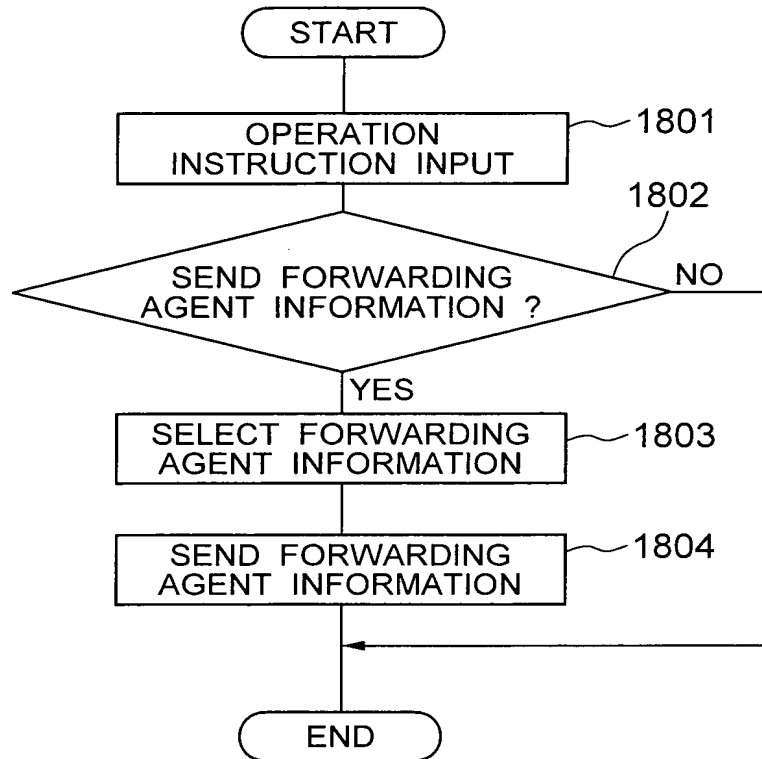 START
OPERATION
INSTRUCTION INPUT
1801
1802
SEND FORWARDING
AGENT INFORMATION ?
NO
YES
SELECT FORWARDING
AGENT INFORMATION
1803
SEND FORWARDING
AGENT INFORMATION
1804
END